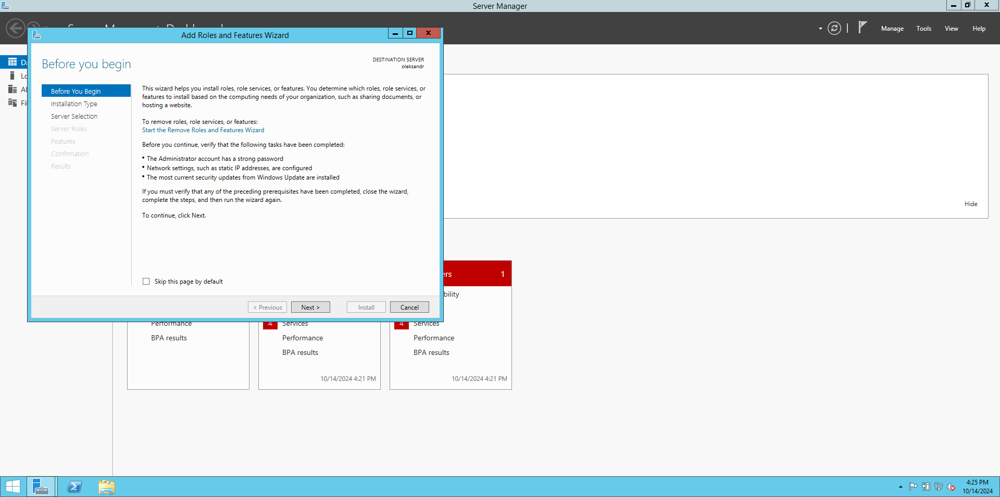 Server Manager
Manage
Tools
View
Help
Add Roles and Features Wizard
Before you begin
DESTINATION SERVER
oleksandr
Before You Begin
Installation Type
Server Selection
Server Roles
Features
Confirmation
Results
This wizard helps you install roles, role services, or features. You determine which roles, role services, or
features to install based on the computing needs of your organization, such as sharing documents, or
hosting a website.
To remove roles, role services, or features:
Start the Remove Roles and Features Wizard
Before you continue, verify that the following tasks have been completed:
• The Administrator account has a strong password
• Network settings, such as static IP addresses, are configured
• The most current security updates from Windows Update are installed
If you must verify that any of the preceding prerequisites have been completed, close the wizard,
complete the steps, and then run the wizard again.
To continue, click Next.
Skip this page by default
< Previous
Next >
Install
Cancel
Hide
1
Performance
BPA results
4 Services
Performance
BPA results
10/14/2024 4:21 PM
4 Services
Performance
BPA results
10/14/2024 4:21 PM
4:25 PM
10/14/2024